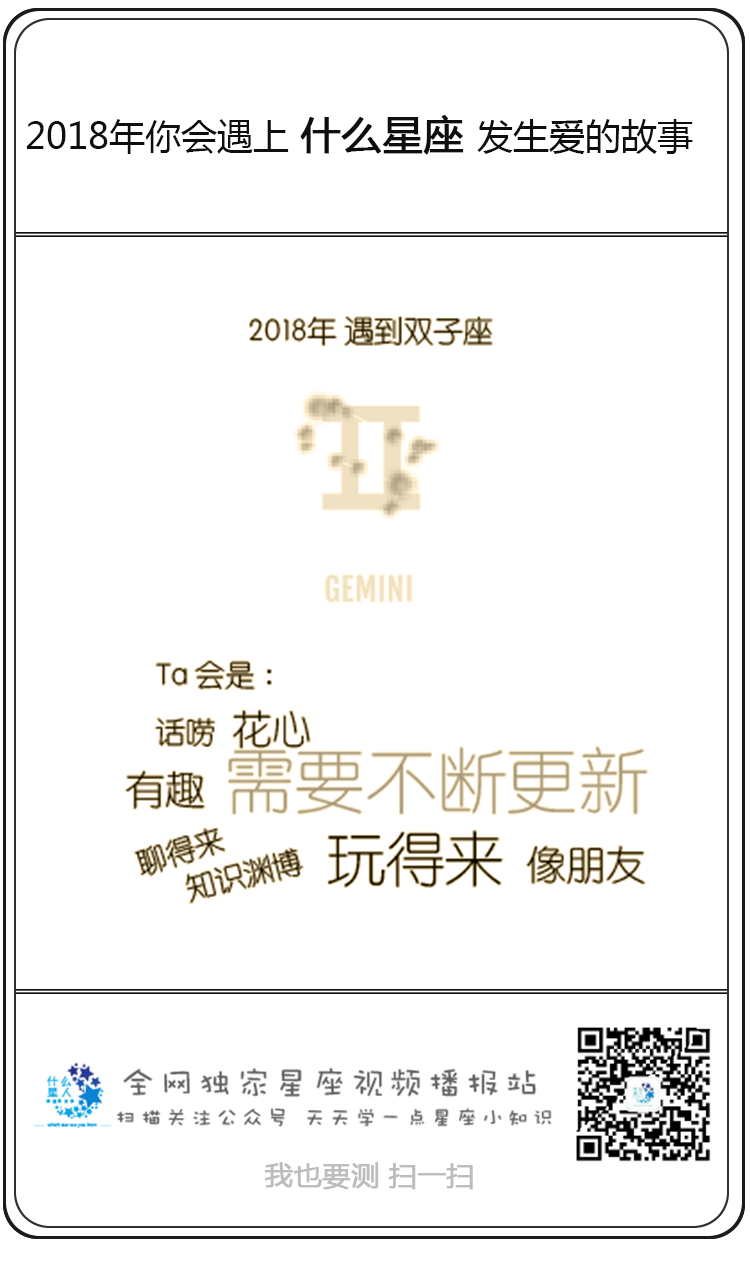 2018年你会遇上 什么星座 发生爱的故事
2018年 遇到双子座
GEMINI
Ta 会是：
话唠 花心
有趣 需要不断更新
聊得来
知识渊博 玩得来 像朋友
什么
星人
全网独家星座视频播报站
扫描关注公众号 天天学一点星座小知识
我也要测 扫一扫